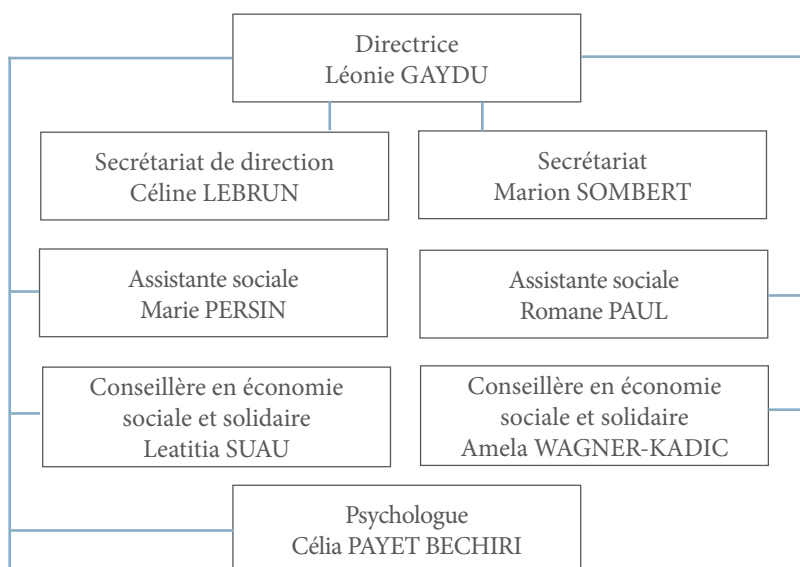 Directrice
Léonie GAYDU
Secrétariat de direction
Céline LEBRUN
Secrétariat
Marion SOMBERT
Assistante sociale
Marie PERSIN
Assistante sociale
Romane PAUL
Conseillère en économie
sociale et solidaire
Leatitia SUAU
Conseillère en économie
sociale et solidaire
Amela WAGNER-KADIC
Psychologue
Célia PAYET BECHIRI